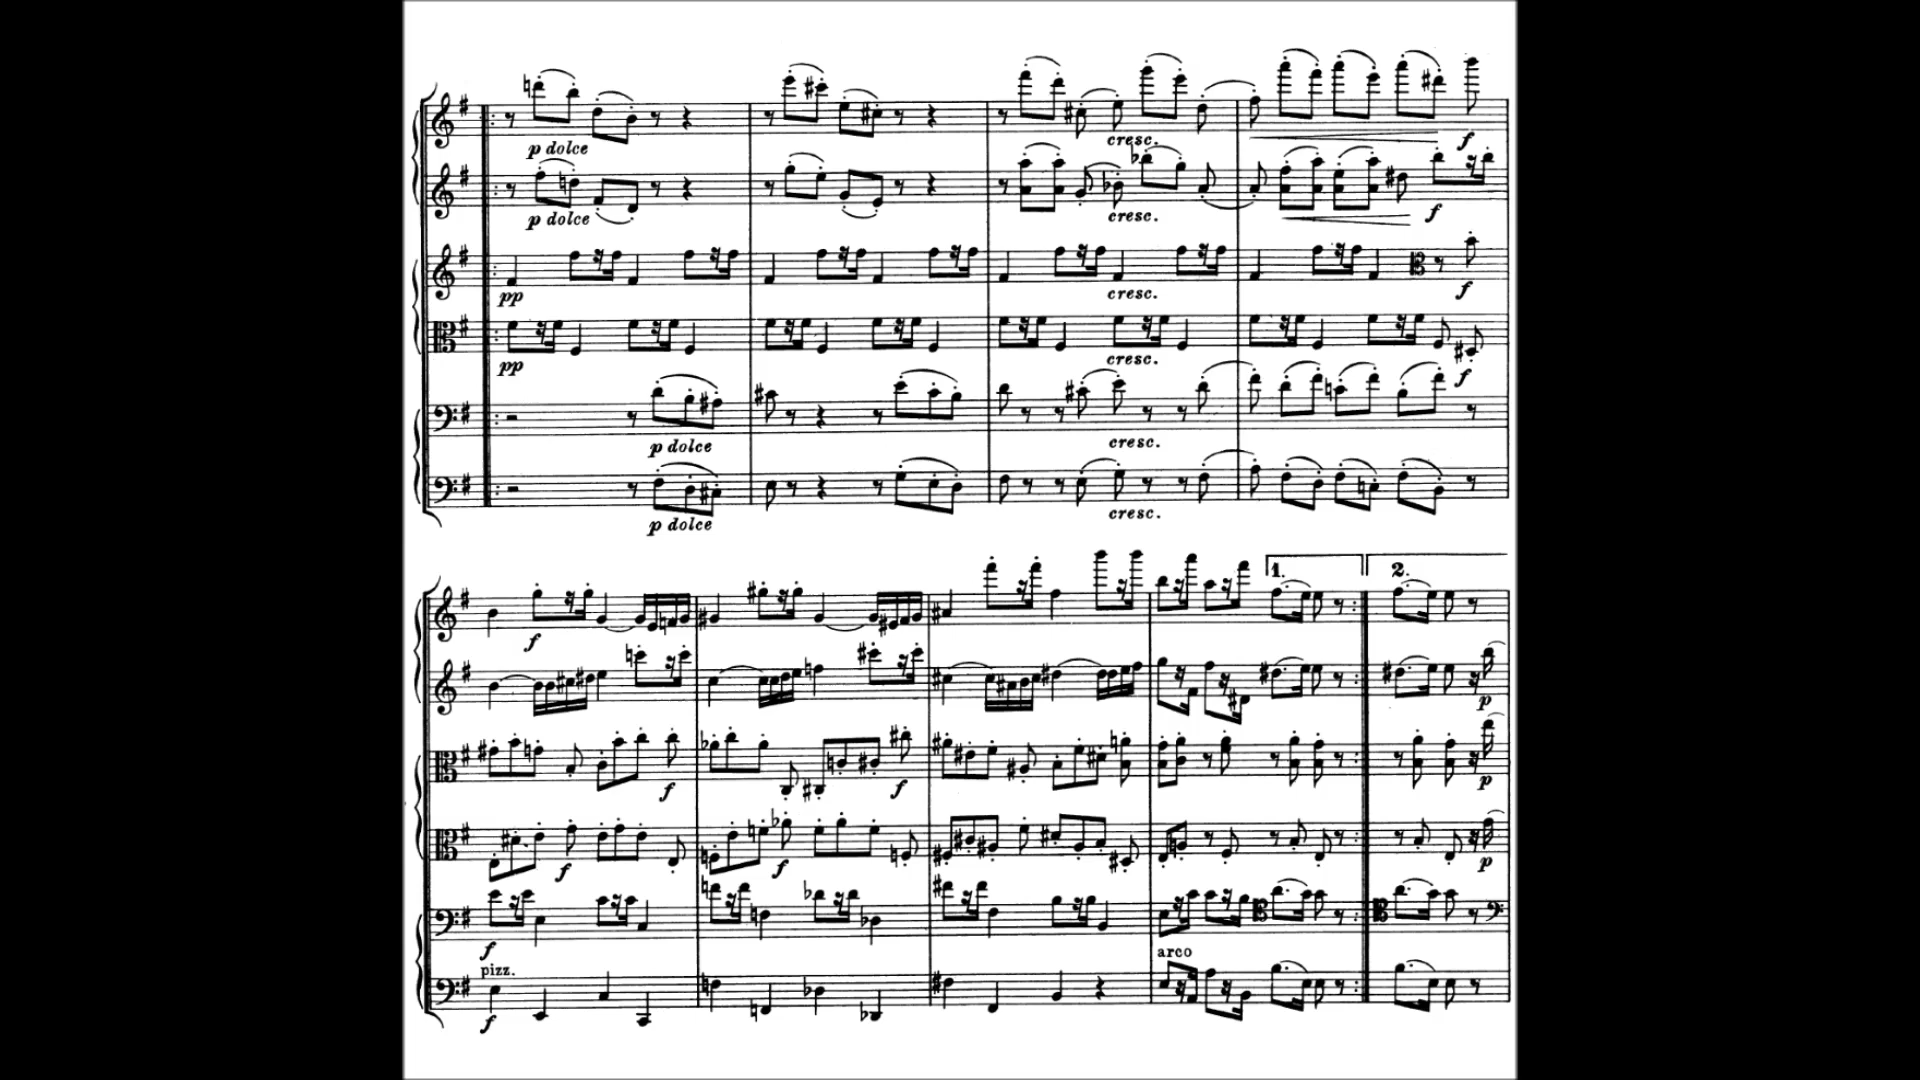 p dolce
cresc. f
p dolce cresc. f
pp cresc. f
pp cresc. f
p dolce cresc.
p dolce cresc.
1. 2.
f
p
f f p
f f p
f
pizz. arco
f